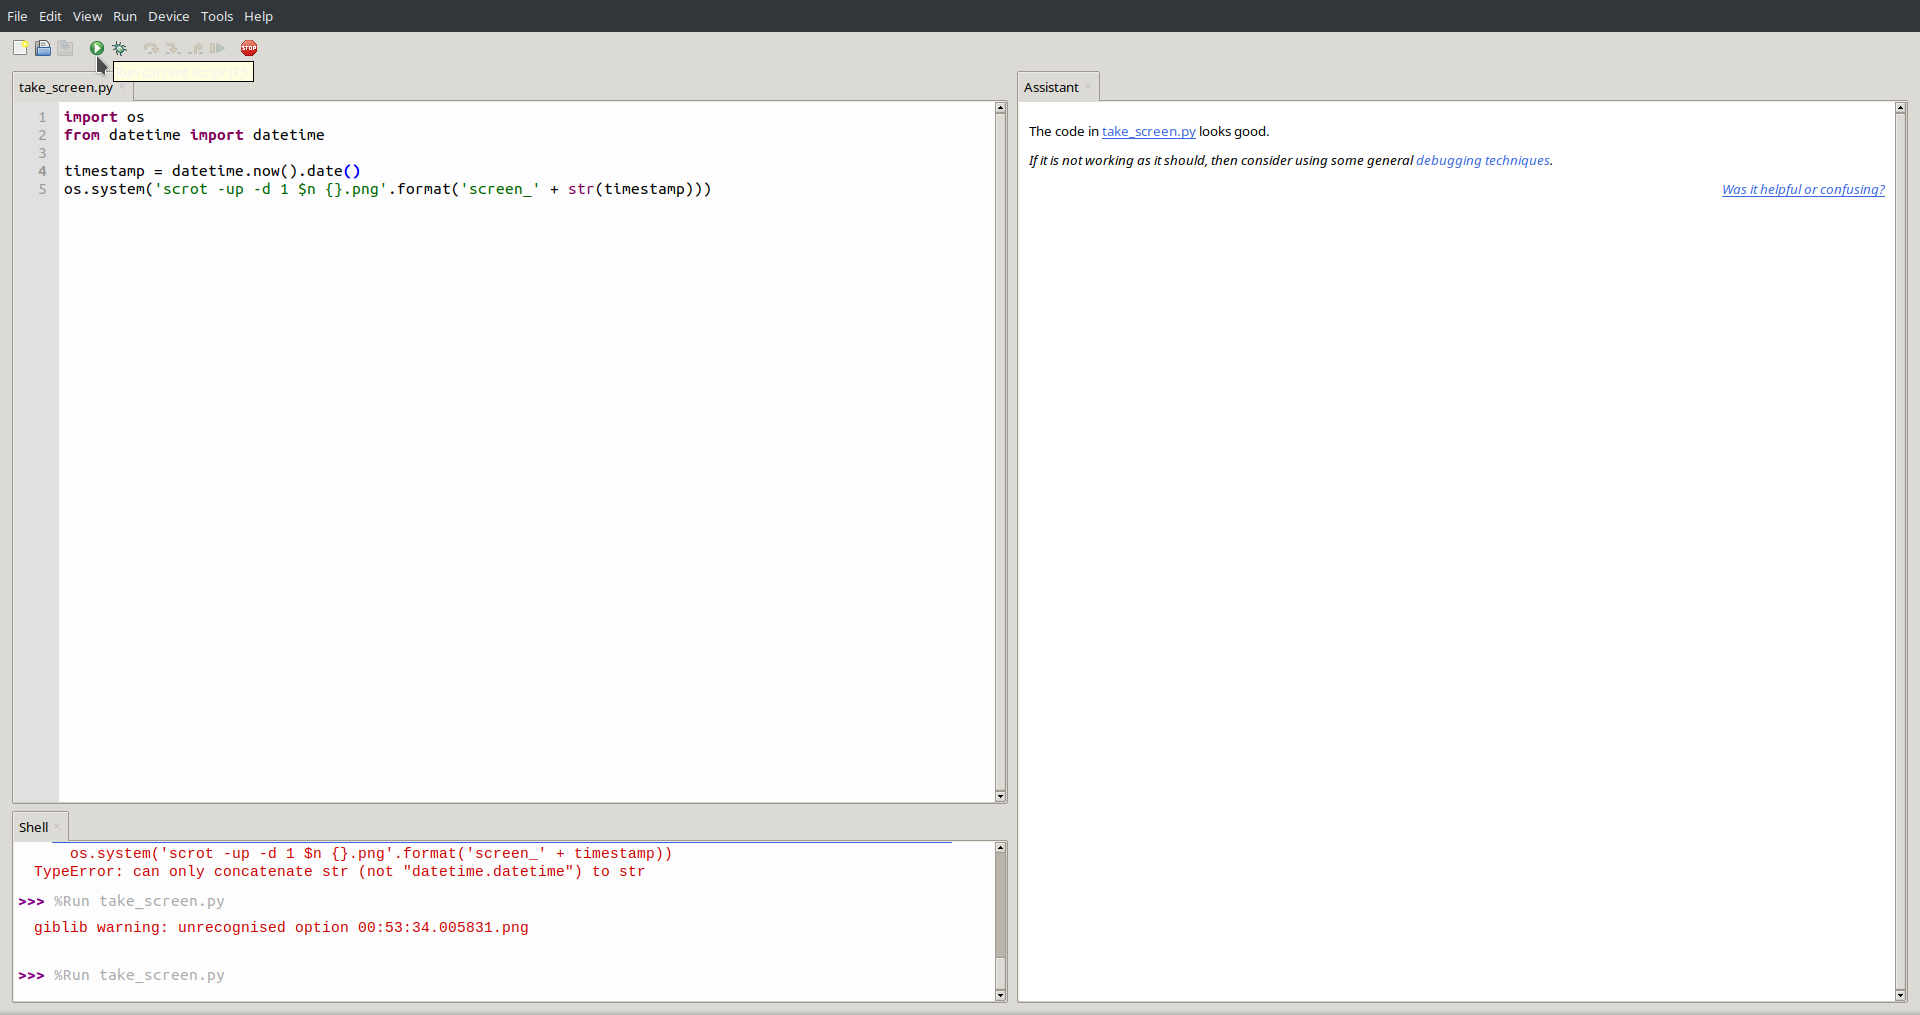 File Edit View Run Device Tools Help
STOP
take_screen.py
1 import os
2 from datetime import datetime
3
4 timestamp = datetime.now().date()
5 os.system('scrot -up -d 1 $n {}.png'.format('screen_' + str(timestamp)))
Shell
os.system('scrot -up -d 1 $n {}.png'.format('screen_' + timestamp))
TypeError: can only concatenate str (not "datetime.datetime") to str
>>> %Run take_screen.py
giblib warning: unrecognised option 00:53:34.005831.png
>>> %Run take_screen.py
Assistant
The code in take_screen.py looks good.
If it is not working as it should, then consider using some general debugging techniques.
Was it helpful or confusing?